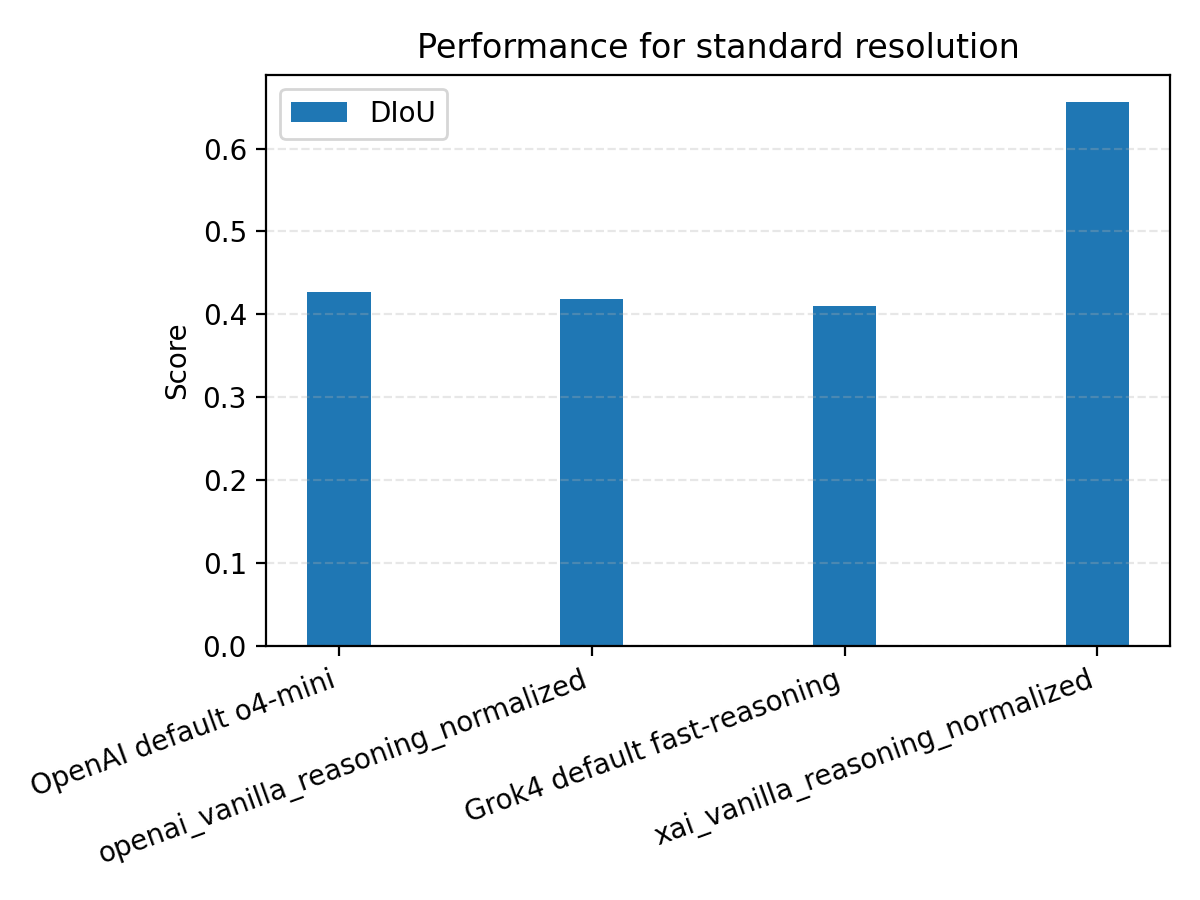 Performance for standard resolution
DIoU
Score
0.6
0.5
0.4
0.3
0.2
0.1
0.0
OpenAI default o4-mini
openai_vanilla_reasoning_normalized
Grok4 default fast-reasoning
xai_vanilla_reasoning_normalized